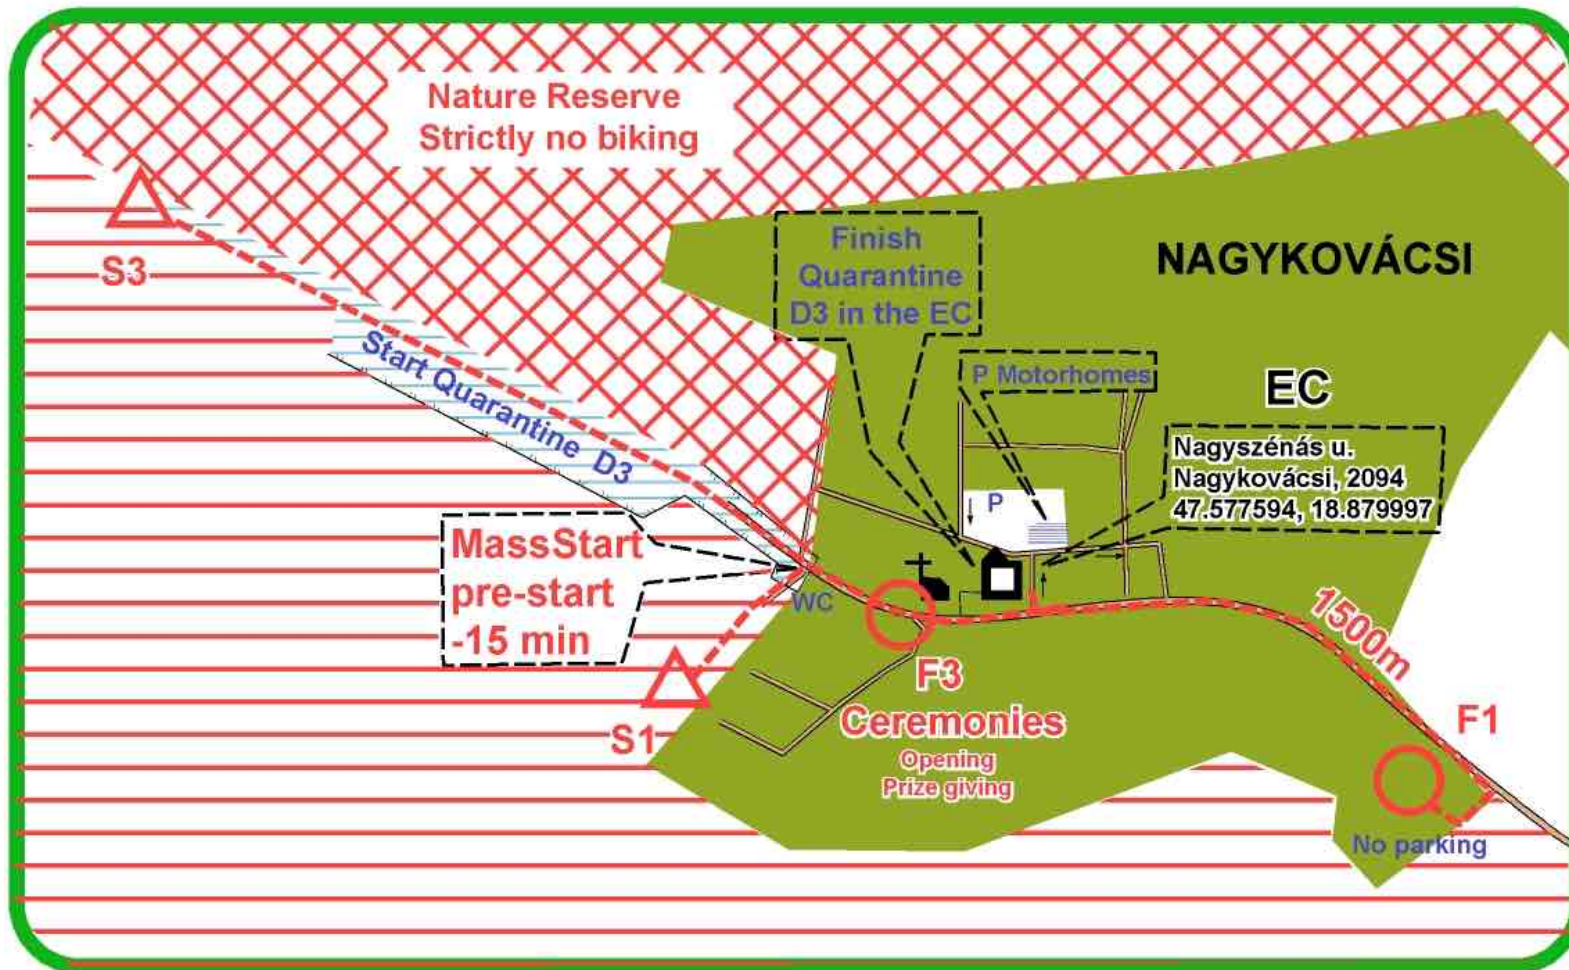 Nature Reserve
Strictly no biking
S3
Start Quarantine D3
Finish
Quarantine
D3 in the EC
NAGYKOVÁCSI
P Motorhomes
EC
Nagyszénás u.
Nagykovácsi, 2094
47.577594, 18.879997
P
MassStart
pre-start
-15 min
WC
S1
F3
Ceremonies
Opening
Prize giving
1500m
F1
No parking